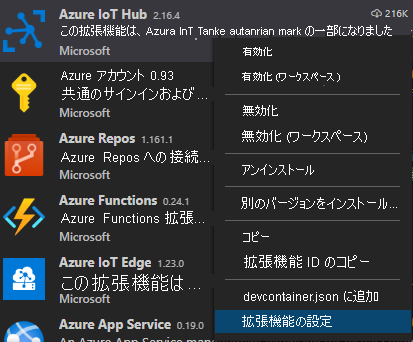 Azure IoT Hub 2.16.4 216K
この拡張機能は、Azura IoT Tanke autanrian mark の一部になりました
Microsoft
Azure アカウント 0.93
共通のサインインおよび .
Microsoft
Azure Repos 1.161.1
Azure Repos への接続...
Microsoft
Azure Functions 0.24.1
Azure Functions 拡張...
Microsoft
Azure IoT Edge 1.23.0
この拡張機能は ...
Microsoft
Azure App Service 0.19.0
An Azure App Service man
有効化
有効化 (ワークスペース)
無効化
無効化 (ワークスペース)
アンインストール
別のバージョンをインストール...
コピー
拡張機能 ID のコピー
devcontainer.json に追加
拡張機能の設定